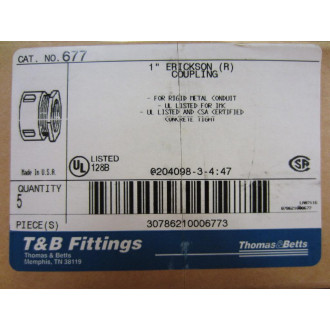 CAT. NO. 677
1" ERICKSON (R)
COUPLING
- FOR RIGID METAL CONDUIT
- UL LISTED FOR IMC
- UL LISTED AND CSA CERTIFIED
CONCRETE TIGHT
Made In U.S.A.
UL
LISTED
128B
@204098-3-4:47
QUANTITY
5
PIECE(S)
30786210006773
T&B Fittings
Thomas & Betts
Memphis, TN 38119
Thomas&Betts